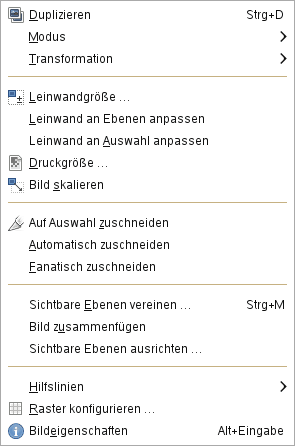 Duplizieren Strg+D
Modus
Transformation
Leinwandgröße …
Leinwand an Ebenen anpassen
Leinwand an Auswahl anpassen
Druckgröße …
Bild skalieren
Auf Auswahl zuschneiden
Automatisch zuschneiden
Fanatisch zuschneiden
Sichtbare Ebenen vereinen … Strg+M
Bild zusammenfügen
Sichtbare Ebenen ausrichten …
Hilfslinien
Raster konfigurieren …
Bildeigenschaften Alt+Eingabe